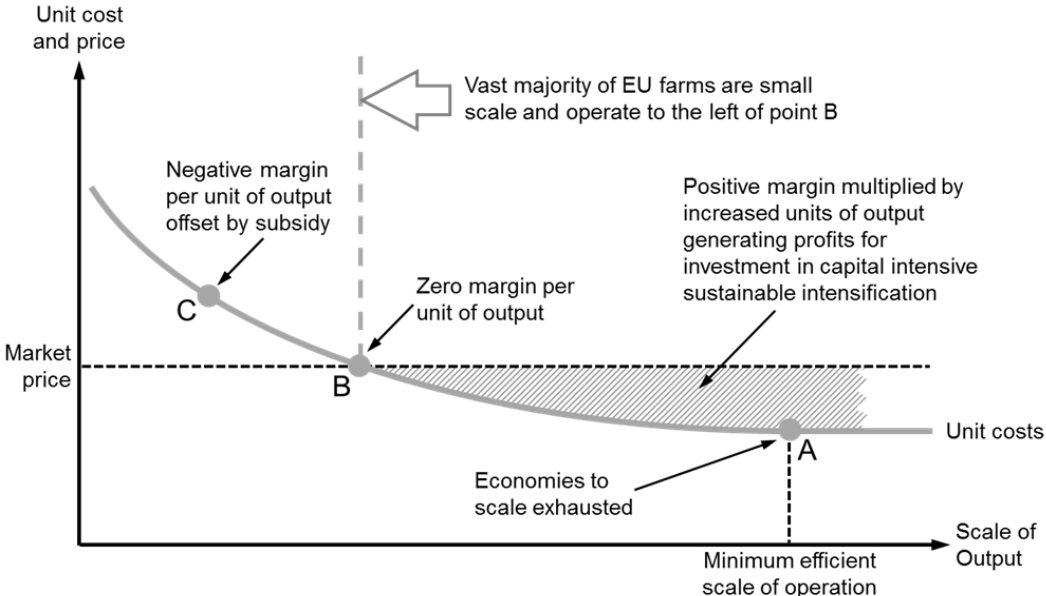 Unit cost
and price
Vast majority of EU farms are small
scale and operate to the left of point B
Negative margin
per unit of output
offset by subsidy
Positive margin multiplied by
increased units of output
generating profits for
investment in capital intensive
sustainable intensification
C
Zero margin per
unit of output
Market
price
B
Unit costs
A
Economies to
scale exhausted
Scale of
Output
Minimum efficient
scale of operation